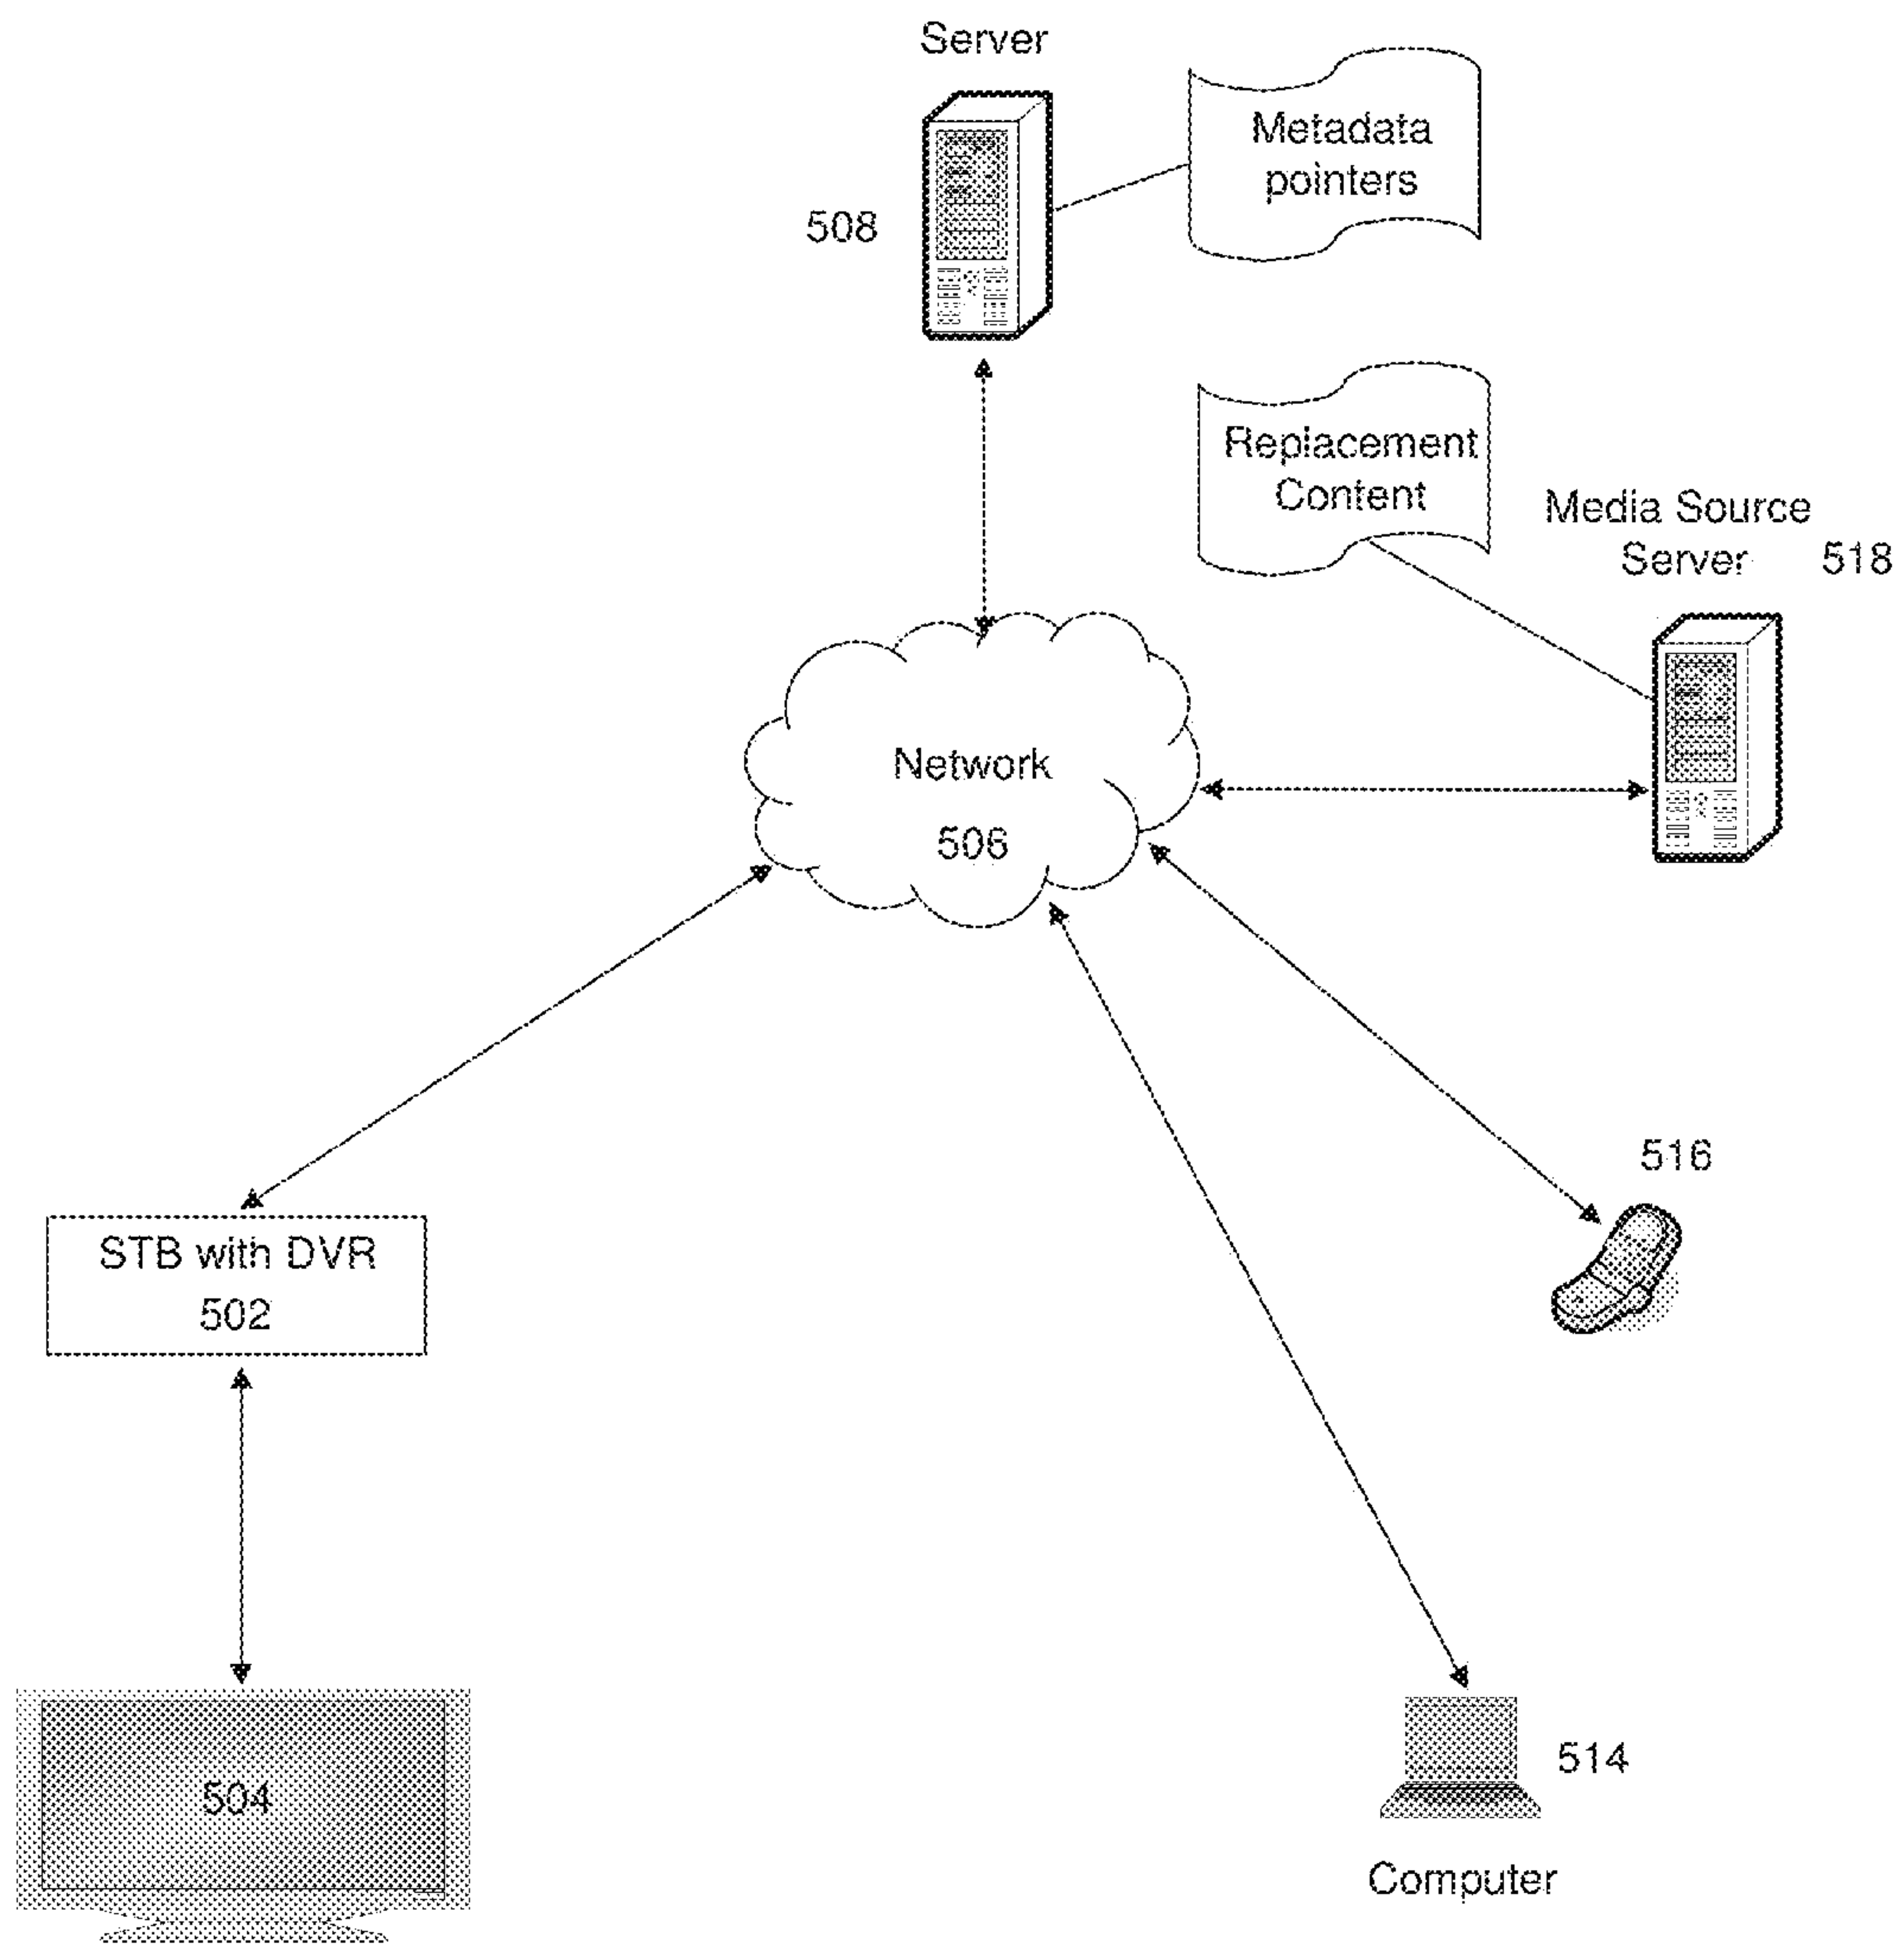 Server
Metadata
pointers
508
Replacement
Content
Media Source
Server 518
Network
506
516
STB with DVR
502
504
514
Computer